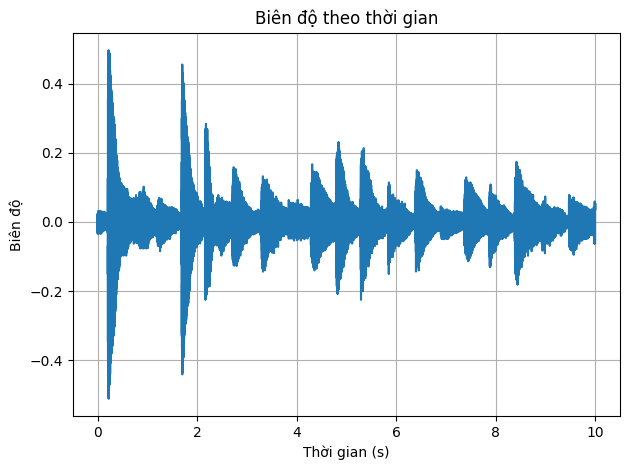 Biên độ theo thời gian
0.4
0.2
0.0
−0.2
−0.4
Biên độ
0 2 4 6 8 10
Thời gian (s)